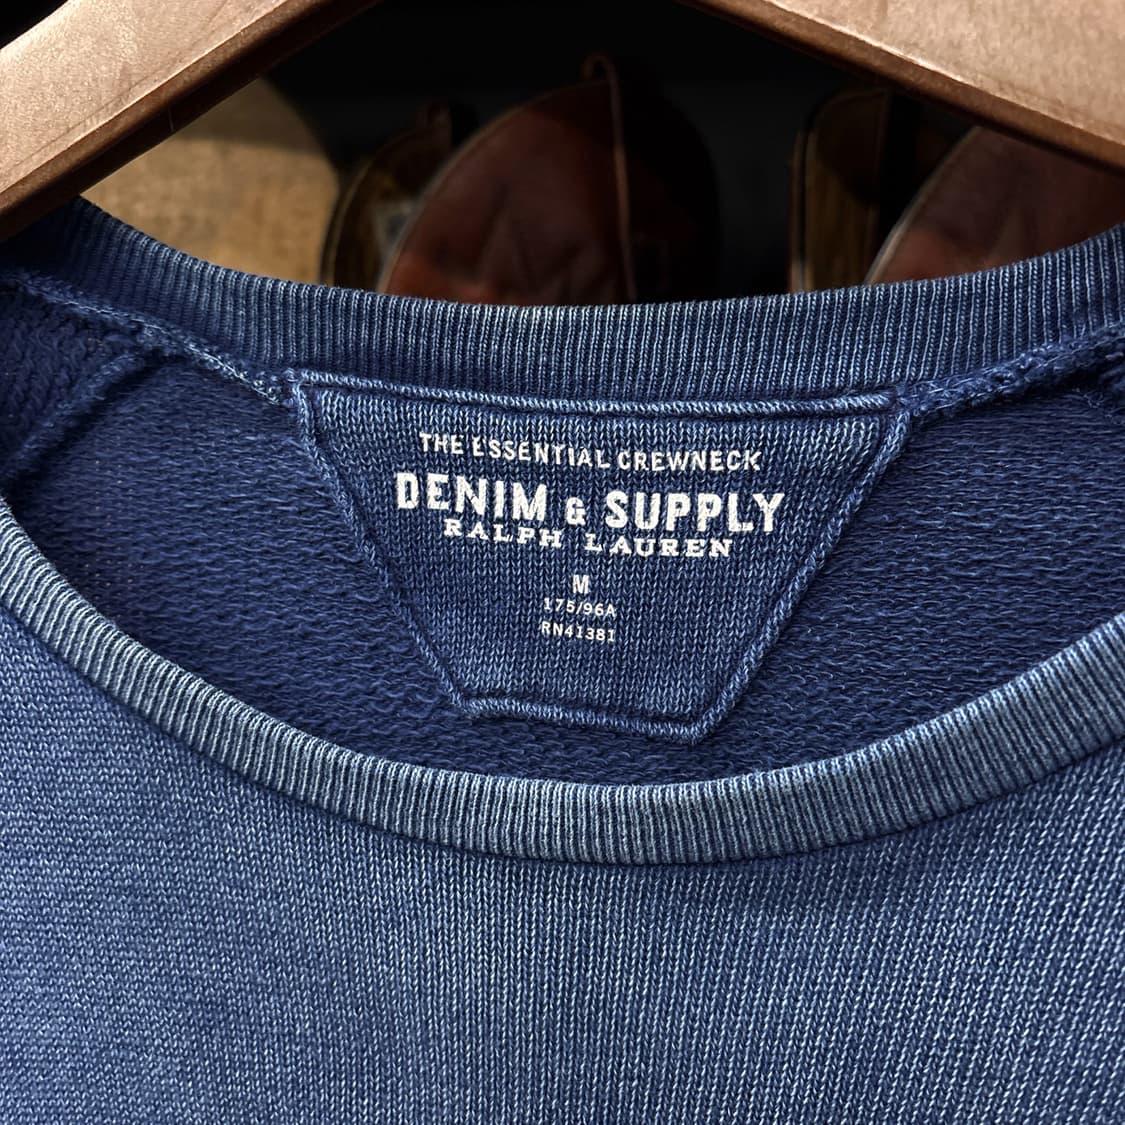 THE ESSENTIAL CREWNECK
DENIM & SUPPLY
RALPH LAUREN
M
175/96A
RN41381